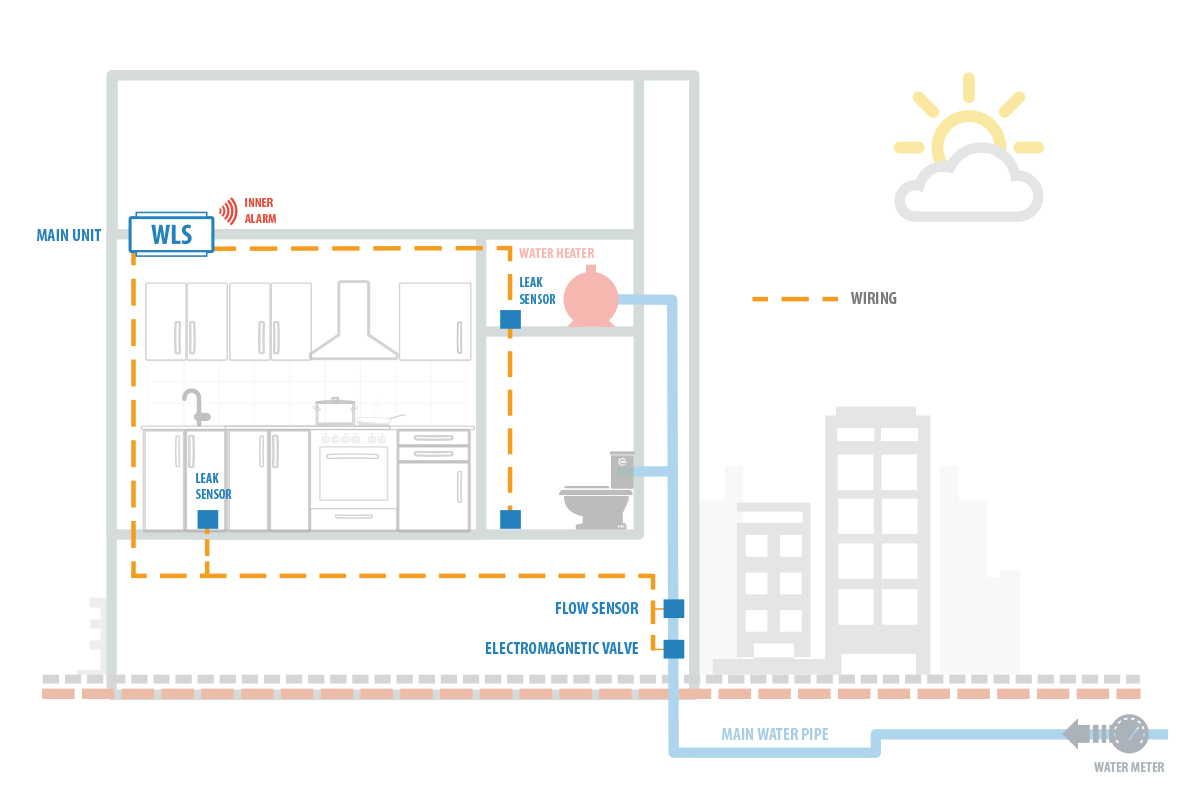 INNER
ALARM
MAIN UNIT
WLS
WATER HEATER
LEAK
SENSOR
WIRING
LEAK
SENSOR
FLOW SENSOR
ELECTROMAGNETIC VALVE
MAIN WATER PIPE
WATER METER